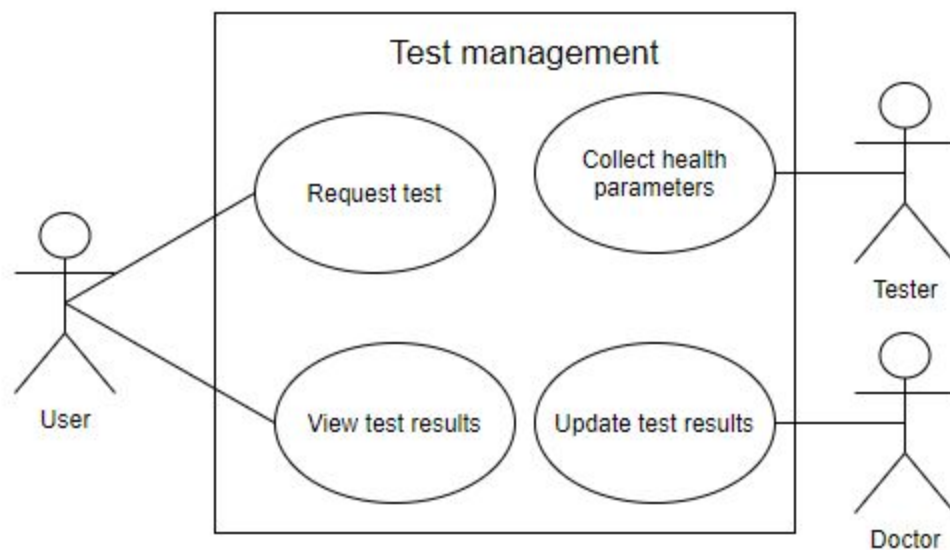 Test management
Request test
Collect health
parameters
Tester
User
View test results
Update test results
Doctor